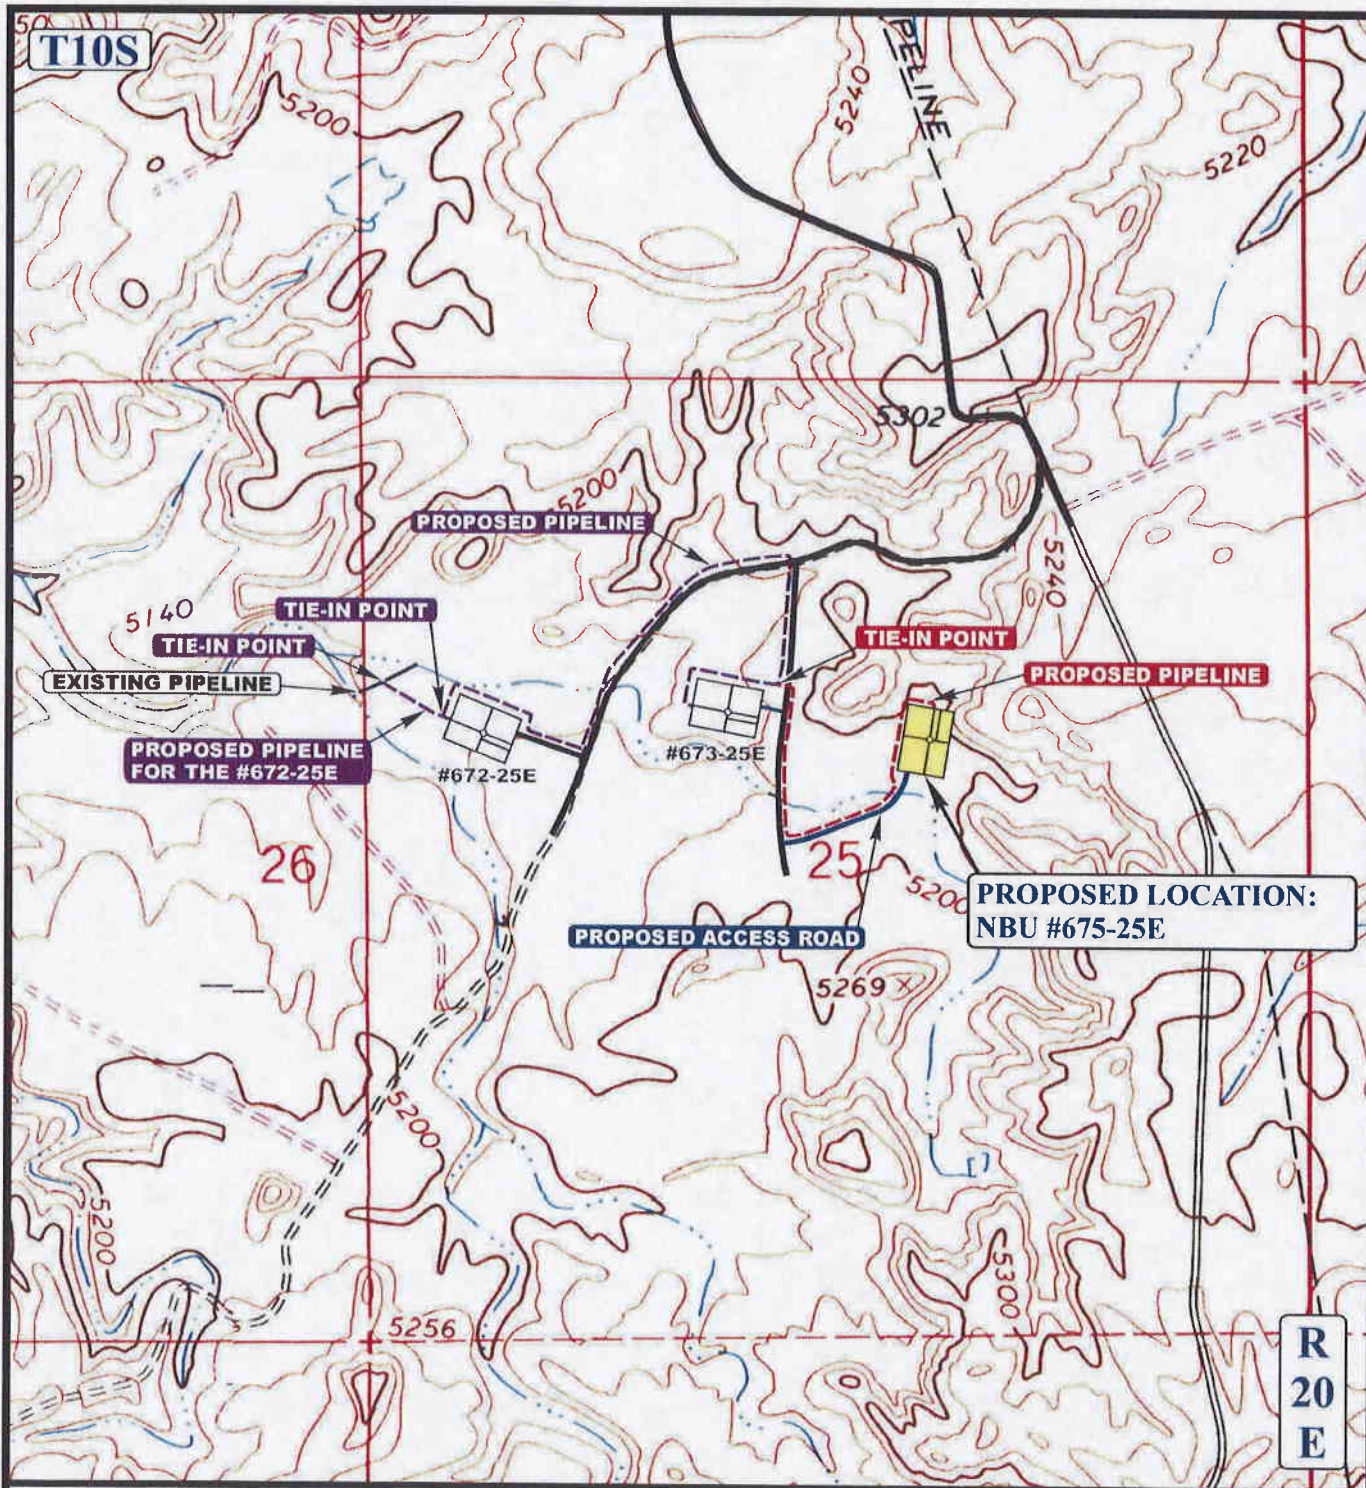 50
T10S
5200
5240
PELINE
5220
5302
5200
PROPOSED PIPELINE
5240
5140
TIE-IN POINT
TIE-IN POINT
TIE-IN POINT
EXISTING PIPELINE
PROPOSED PIPELINE
PROPOSED PIPELINE
FOR THE #672-25E
#672-25E
#673-25E
26
25
5200
PROPOSED LOCATION:
NBU #675-25E
PROPOSED ACCESS ROAD
5269
5200
5200
5300
5256
R
20
E